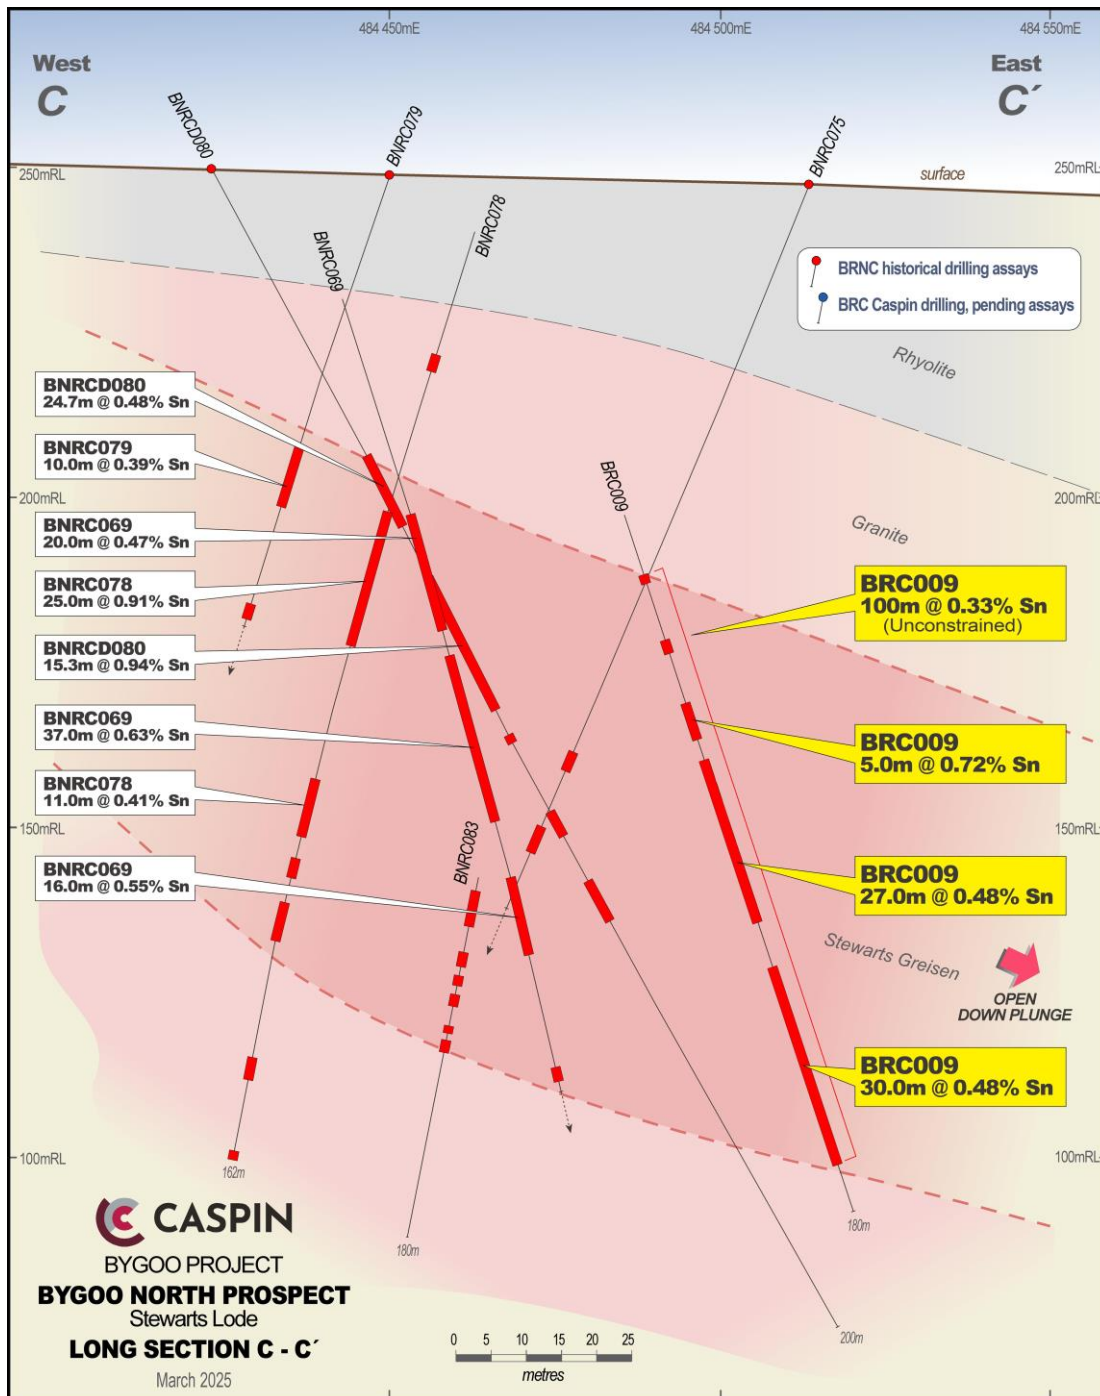 484 450mE
484 500mE
484 550mE
West
C
East
C´
BNRCD080
BNRC079
BNRC075
surface
250mRL
250mRL
BNRC078
BNRC069
BRNC historical drilling assays
BRC Caspin drilling, pending assays
Rhyolite
BNRCD080
24.7m @ 0.48% Sn
BNRC079
10.0m @ 0.39% Sn
200mRL
200mRL
BRC009
Granite
BNRC069
20.0m @ 0.47% Sn
BNRC078
25.0m @ 0.91% Sn
BRC009
100m @ 0.33% Sn
(Unconstrained)
BNRCD080
15.3m @ 0.94% Sn
BNRC069
37.0m @ 0.63% Sn
BRC009
5.0m @ 0.72% Sn
BNRC078
11.0m @ 0.41% Sn
150mRL
150mRL
BNRC083
BNRC069
16.0m @ 0.55% Sn
BRC009
27.0m @ 0.48% Sn
Stewarts Greisen
OPEN
DOWN PLUNGE
BRC009
30.0m @ 0.48% Sn
100mRL
100mRL
162m
180m
180m
200m
CASPIN
BYGOO PROJECT
BYGOO NORTH PROSPECT
Stewarts Lode
LONG SECTION C - C´
March 2025
0 5 10 15 20 25
metres